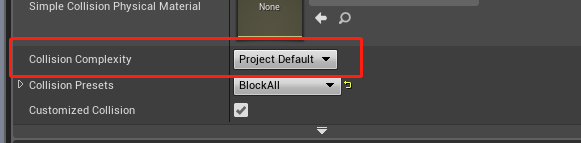 Simple Collision Physical Material
None
Collision Complexity Project Default
Collision Presets BlockAll
Customized Collision